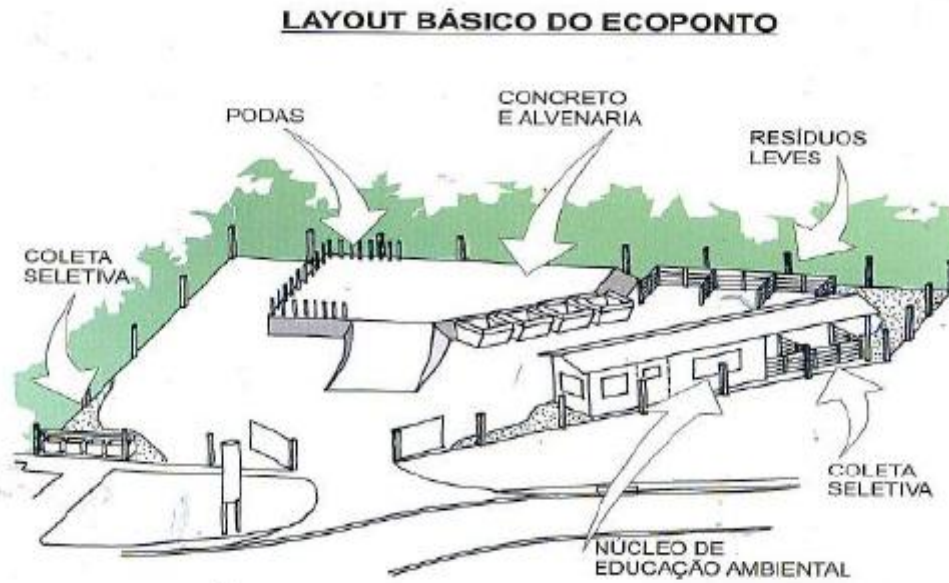 LAYOUT BÁSICO DO ECOPONTO
PODAS
CONCRETO
E ALVENARIA
RESÍDUOS
LEVES
COLETA
SELETIVA
COLETA
SELETIVA
NÚCLEO DE
EDUCAÇÃO AMBIENTAL